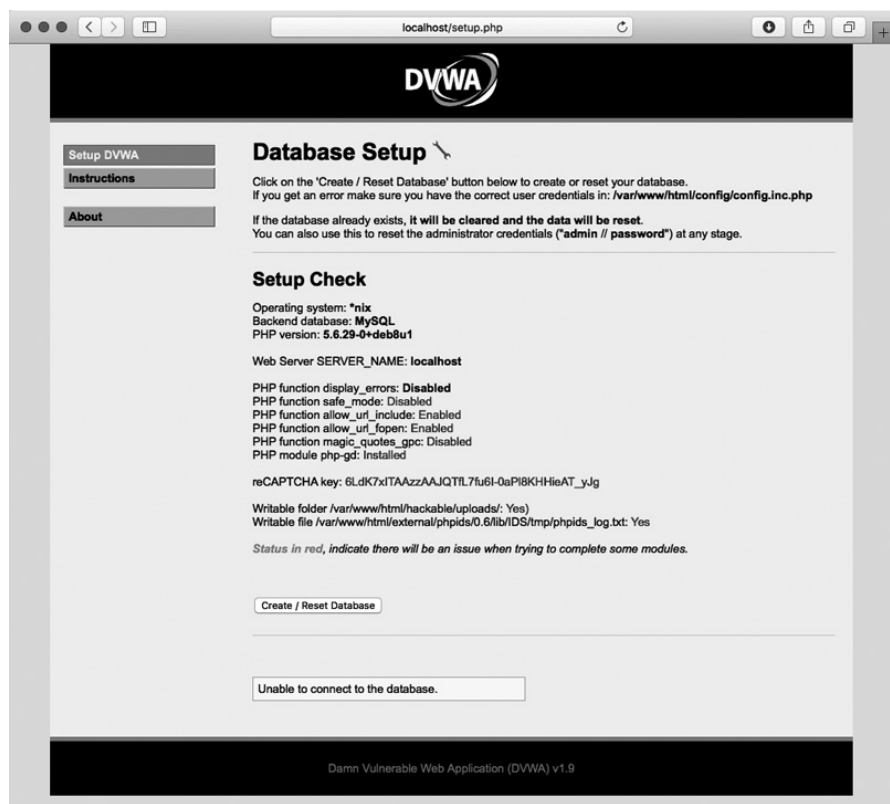 localhost/setup.php
DVWA
Setup DVWA
Instructions
About
Database Setup
Click on the 'Create / Reset Database' button below to create or reset your database.
If you get an error make sure you have the correct user credentials in: /var/www/html/config/config.inc.php
If the database already exists, it will be cleared and the data will be reset.
You can also use this to reset the administrator credentials ("admin // password") at any stage.
Setup Check
Operating system: *nix
Backend database: MySQL
PHP version: 5.6.29-0+deb8u1
Web Server SERVER_NAME: localhost
PHP function display_errors: Disabled
PHP function safe_mode: Disabled
PHP function allow_url_include: Enabled
PHP function allow_url_fopen: Enabled
PHP function magic_quotes_gpc: Disabled
PHP module php-gd: Installed
reCAPTCHA key: 6LdK7xITAAzzAAJQTfL7fu6I-0aPl8KHHieAT_yJg
Writable folder /var/www/html/hackable/uploads/: Yes)
Writable file /var/www/html/external/phpids/0.6/lib/IDS/tmp/phpids_log.txt: Yes
Status in red, indicate there will be an issue when trying to complete some modules.
Create / Reset Database
Unable to connect to the database.
Damn Vulnerable Web Application (DVWA) v1.9